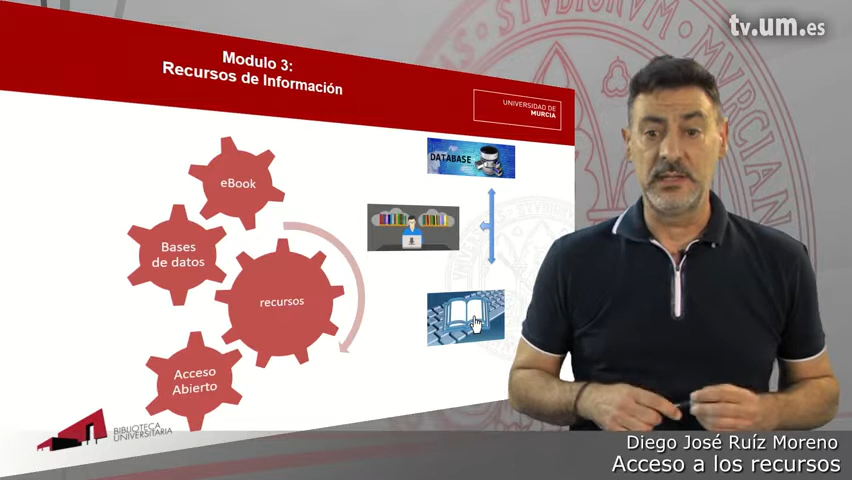 tv.um.es
Modulo 3:
Recursos de Información
UNIVERSIDAD DE
MURCIA
eBook
DATABASE
Bases
de datos
recursos
Acceso
Abierto
BIBLIOTECA
UNIVERSITARIA
Diego José Ruíz Moreno
Acceso a los recursos